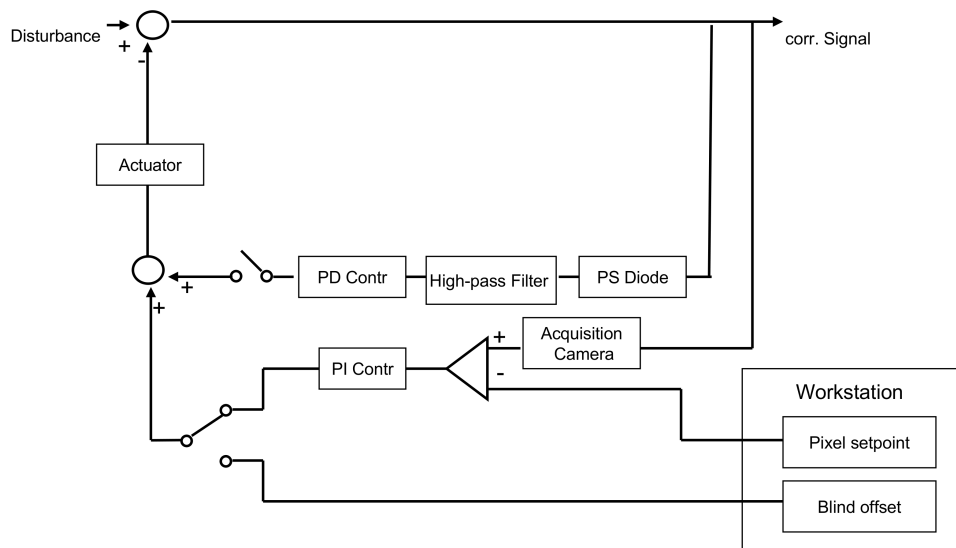 Disturbance
+
-
corr. Signal
Actuator
+
+
PD Contr
High-pass Filter
PS Diode
PI Contr
+
-
Acquisition
Camera
Workstation
Pixel setpoint
Blind offset